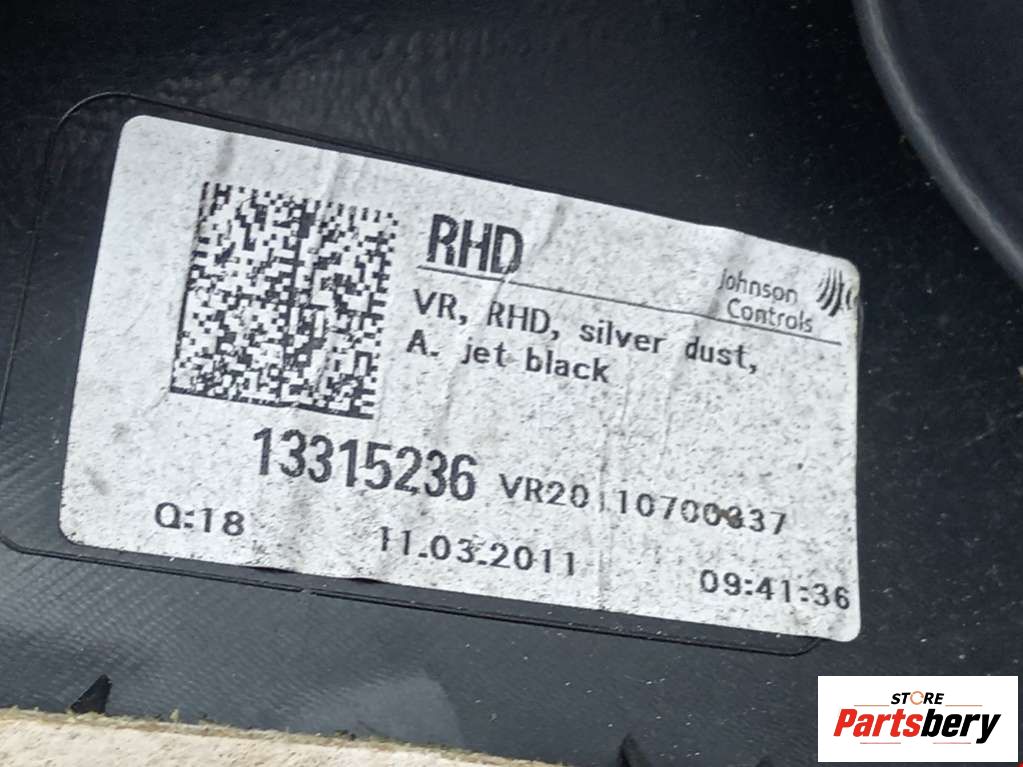 RHD
Johnson
Controls
VR, RHD, silver dust,
A. jet black
13315236 VR20110700337
Q:18 11.03.2011 09:41:36
STORE
Partsbery